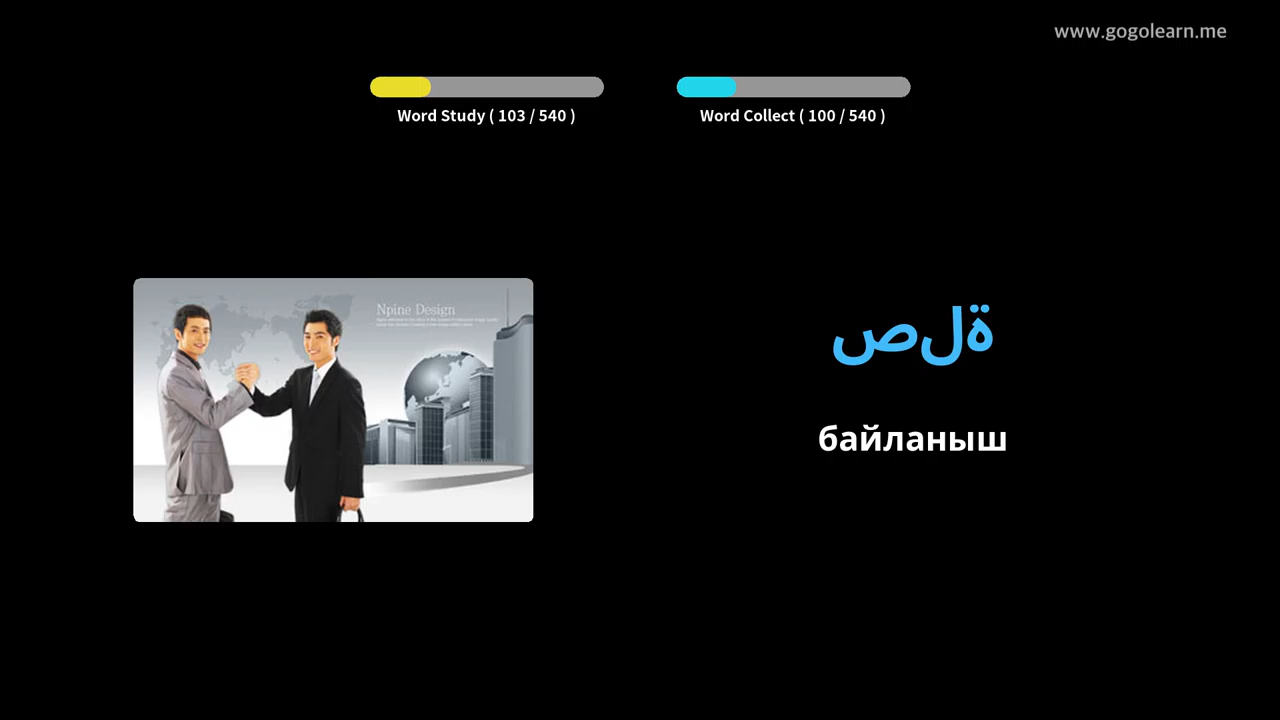 www.gogolearn.me
Word Study ( 103 / 540 )
Word Collect ( 100 / 540 )
Npine Design
صلة
байланыш